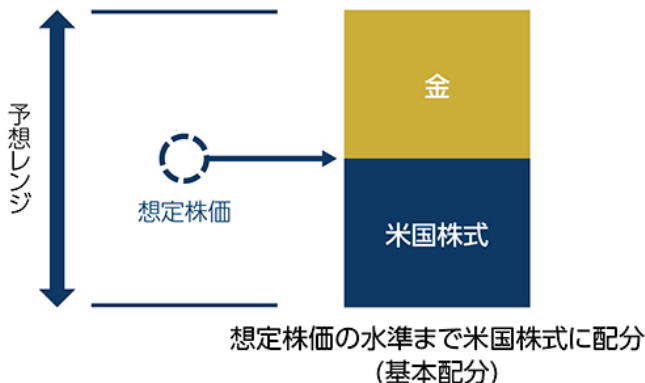 予想レンジ
想定株価
金
米国株式
想定株価の水準まで米国株式に配分
(基本配分)